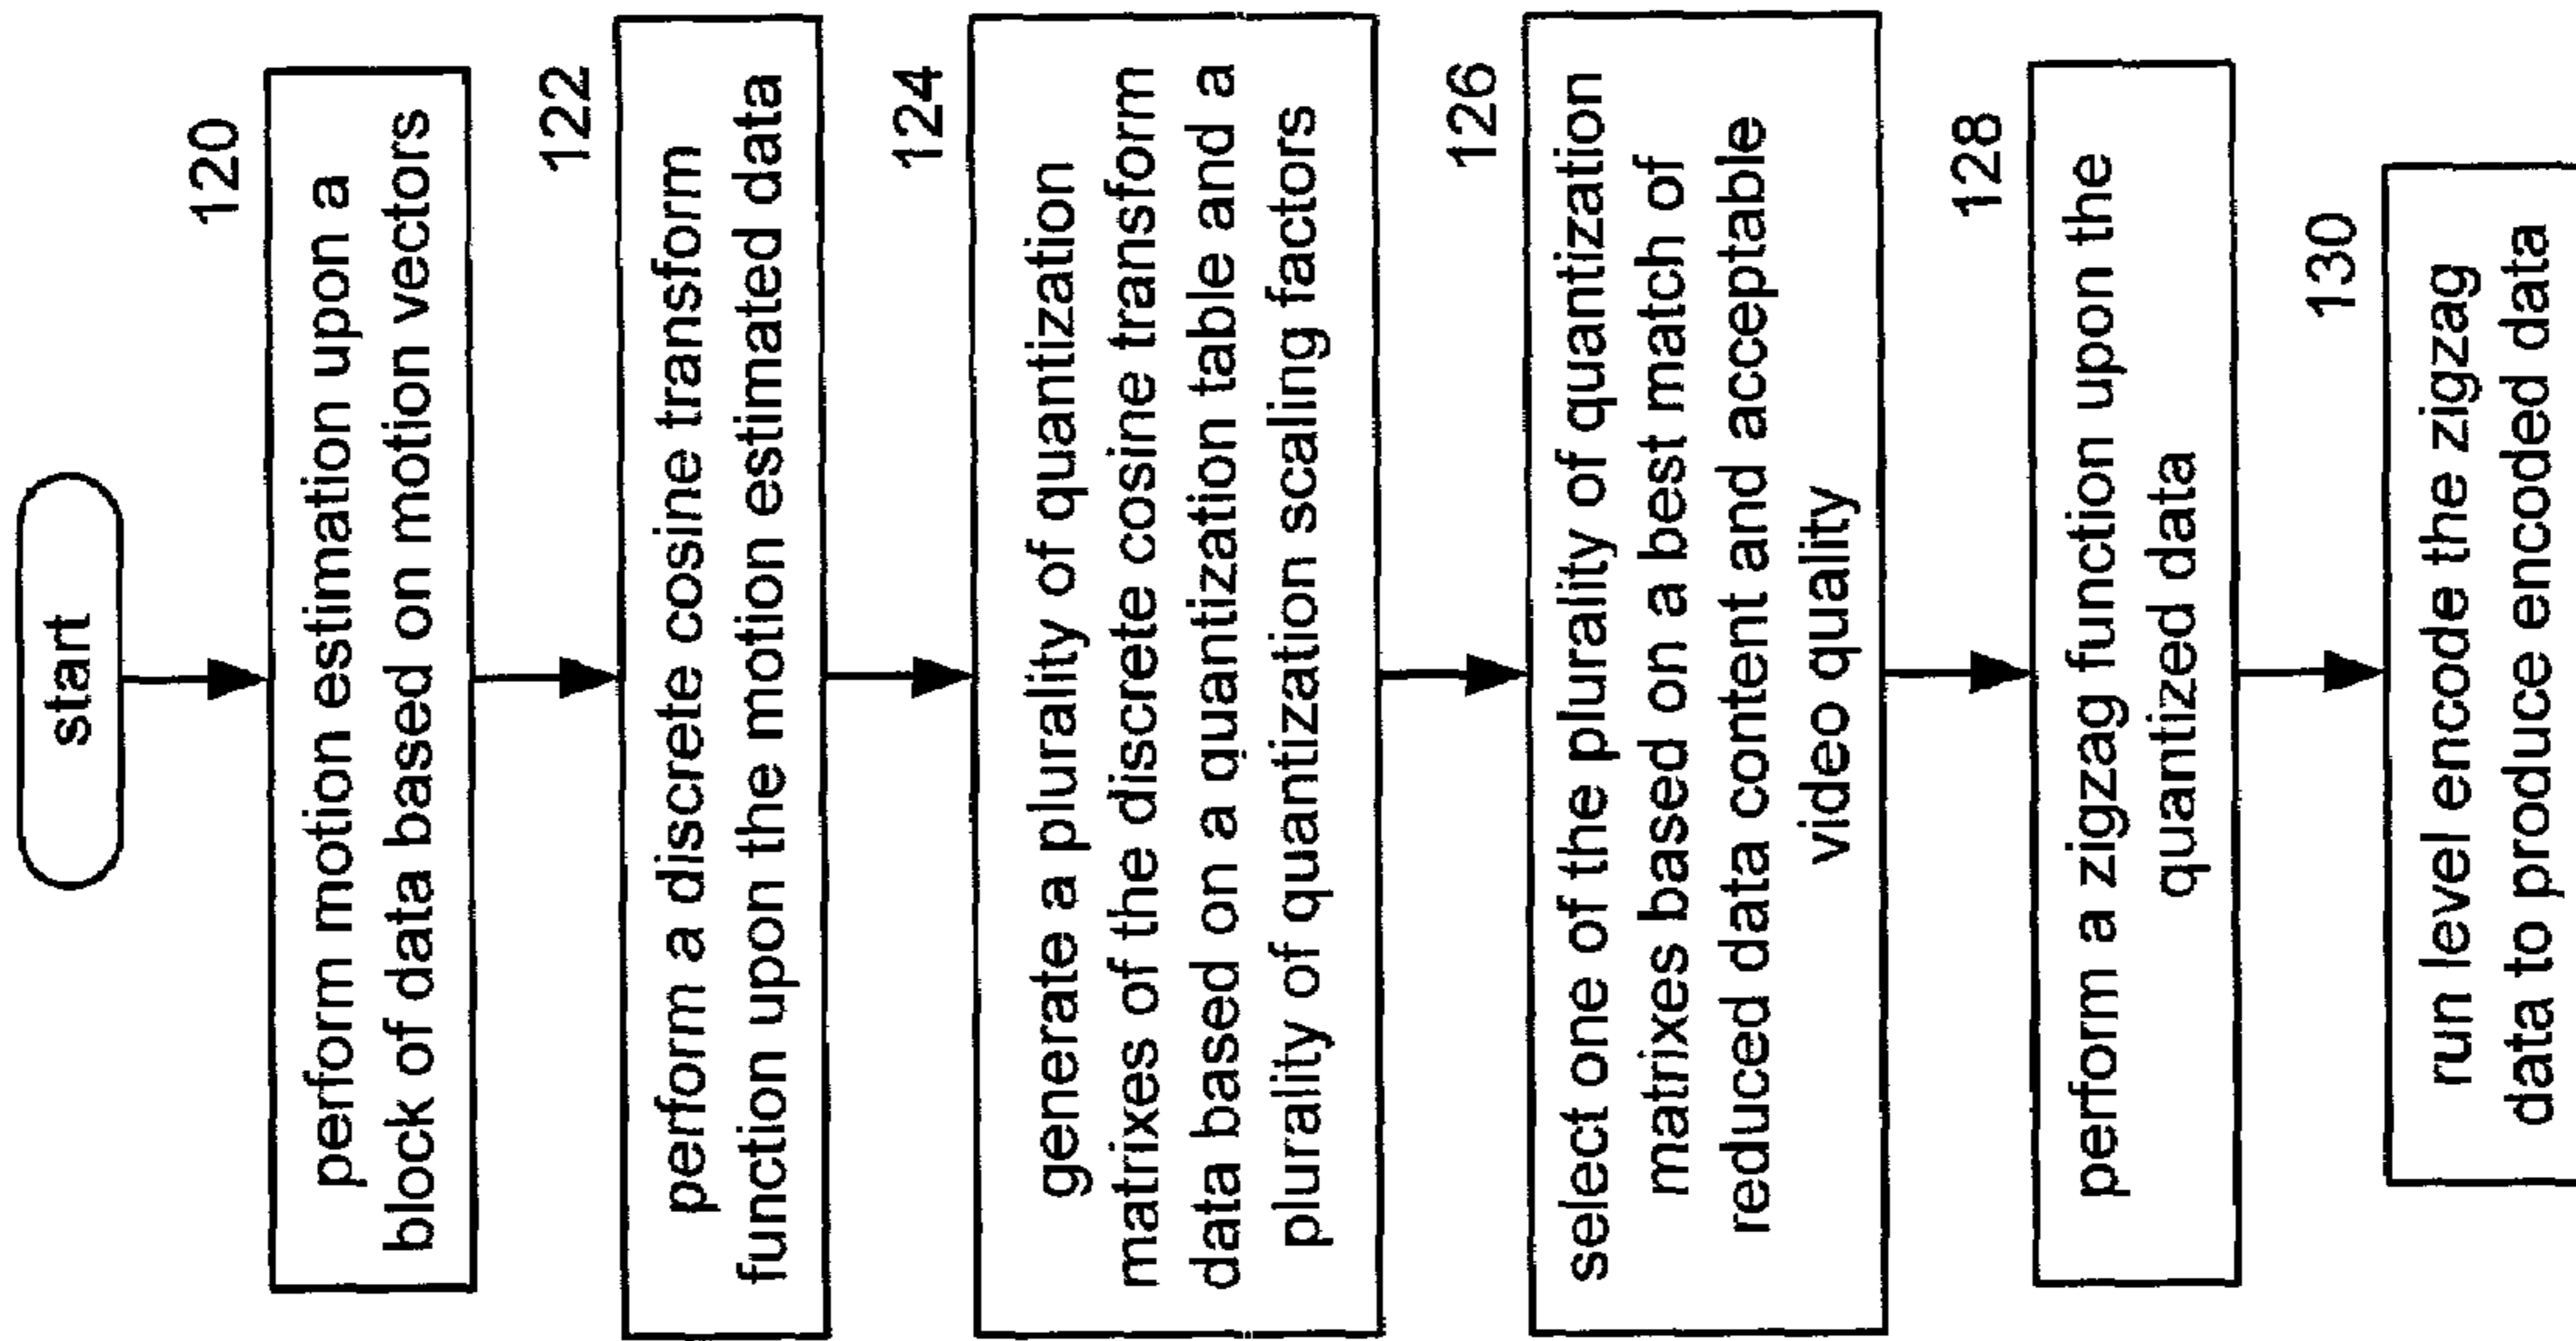 start
120
perform motion estimation upon a
block of data based on motion vectors
122
perform a discrete cosine transform
function upon the motion estimated data
124
generate a plurality of quantization
matrixes of the discrete cosine transform
data based on a quantization table and a
plurality of quantization scaling factors
126
select one of the plurality of quantization
matrixes based on a best match of
reduced data content and acceptable
video quality
128
perform a zigzag function upon the
quantized data
130
run level encode the zigzag
data to produce encoded data